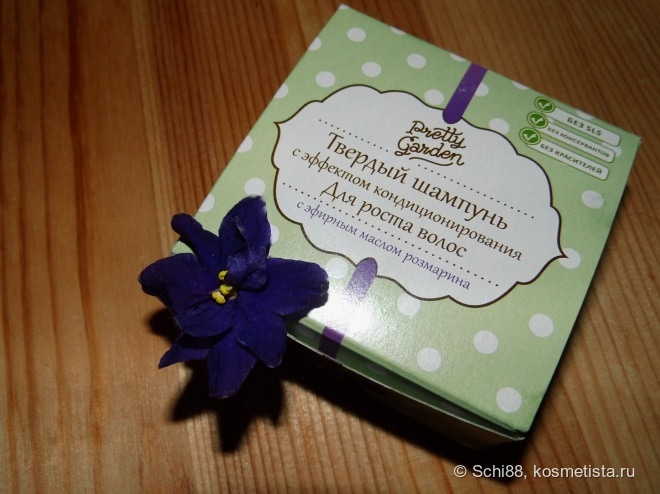 Pretty
Garden
Твердый шампунь
с эффектом кондиционирования
Для роста волос
с эфирным маслом розмарина
БЕЗ SLS
БЕЗ КОНСЕРВАНТОВ
БЕЗ КРАСИТЕЛЕЙ
© Schi88, kosmetista.ru